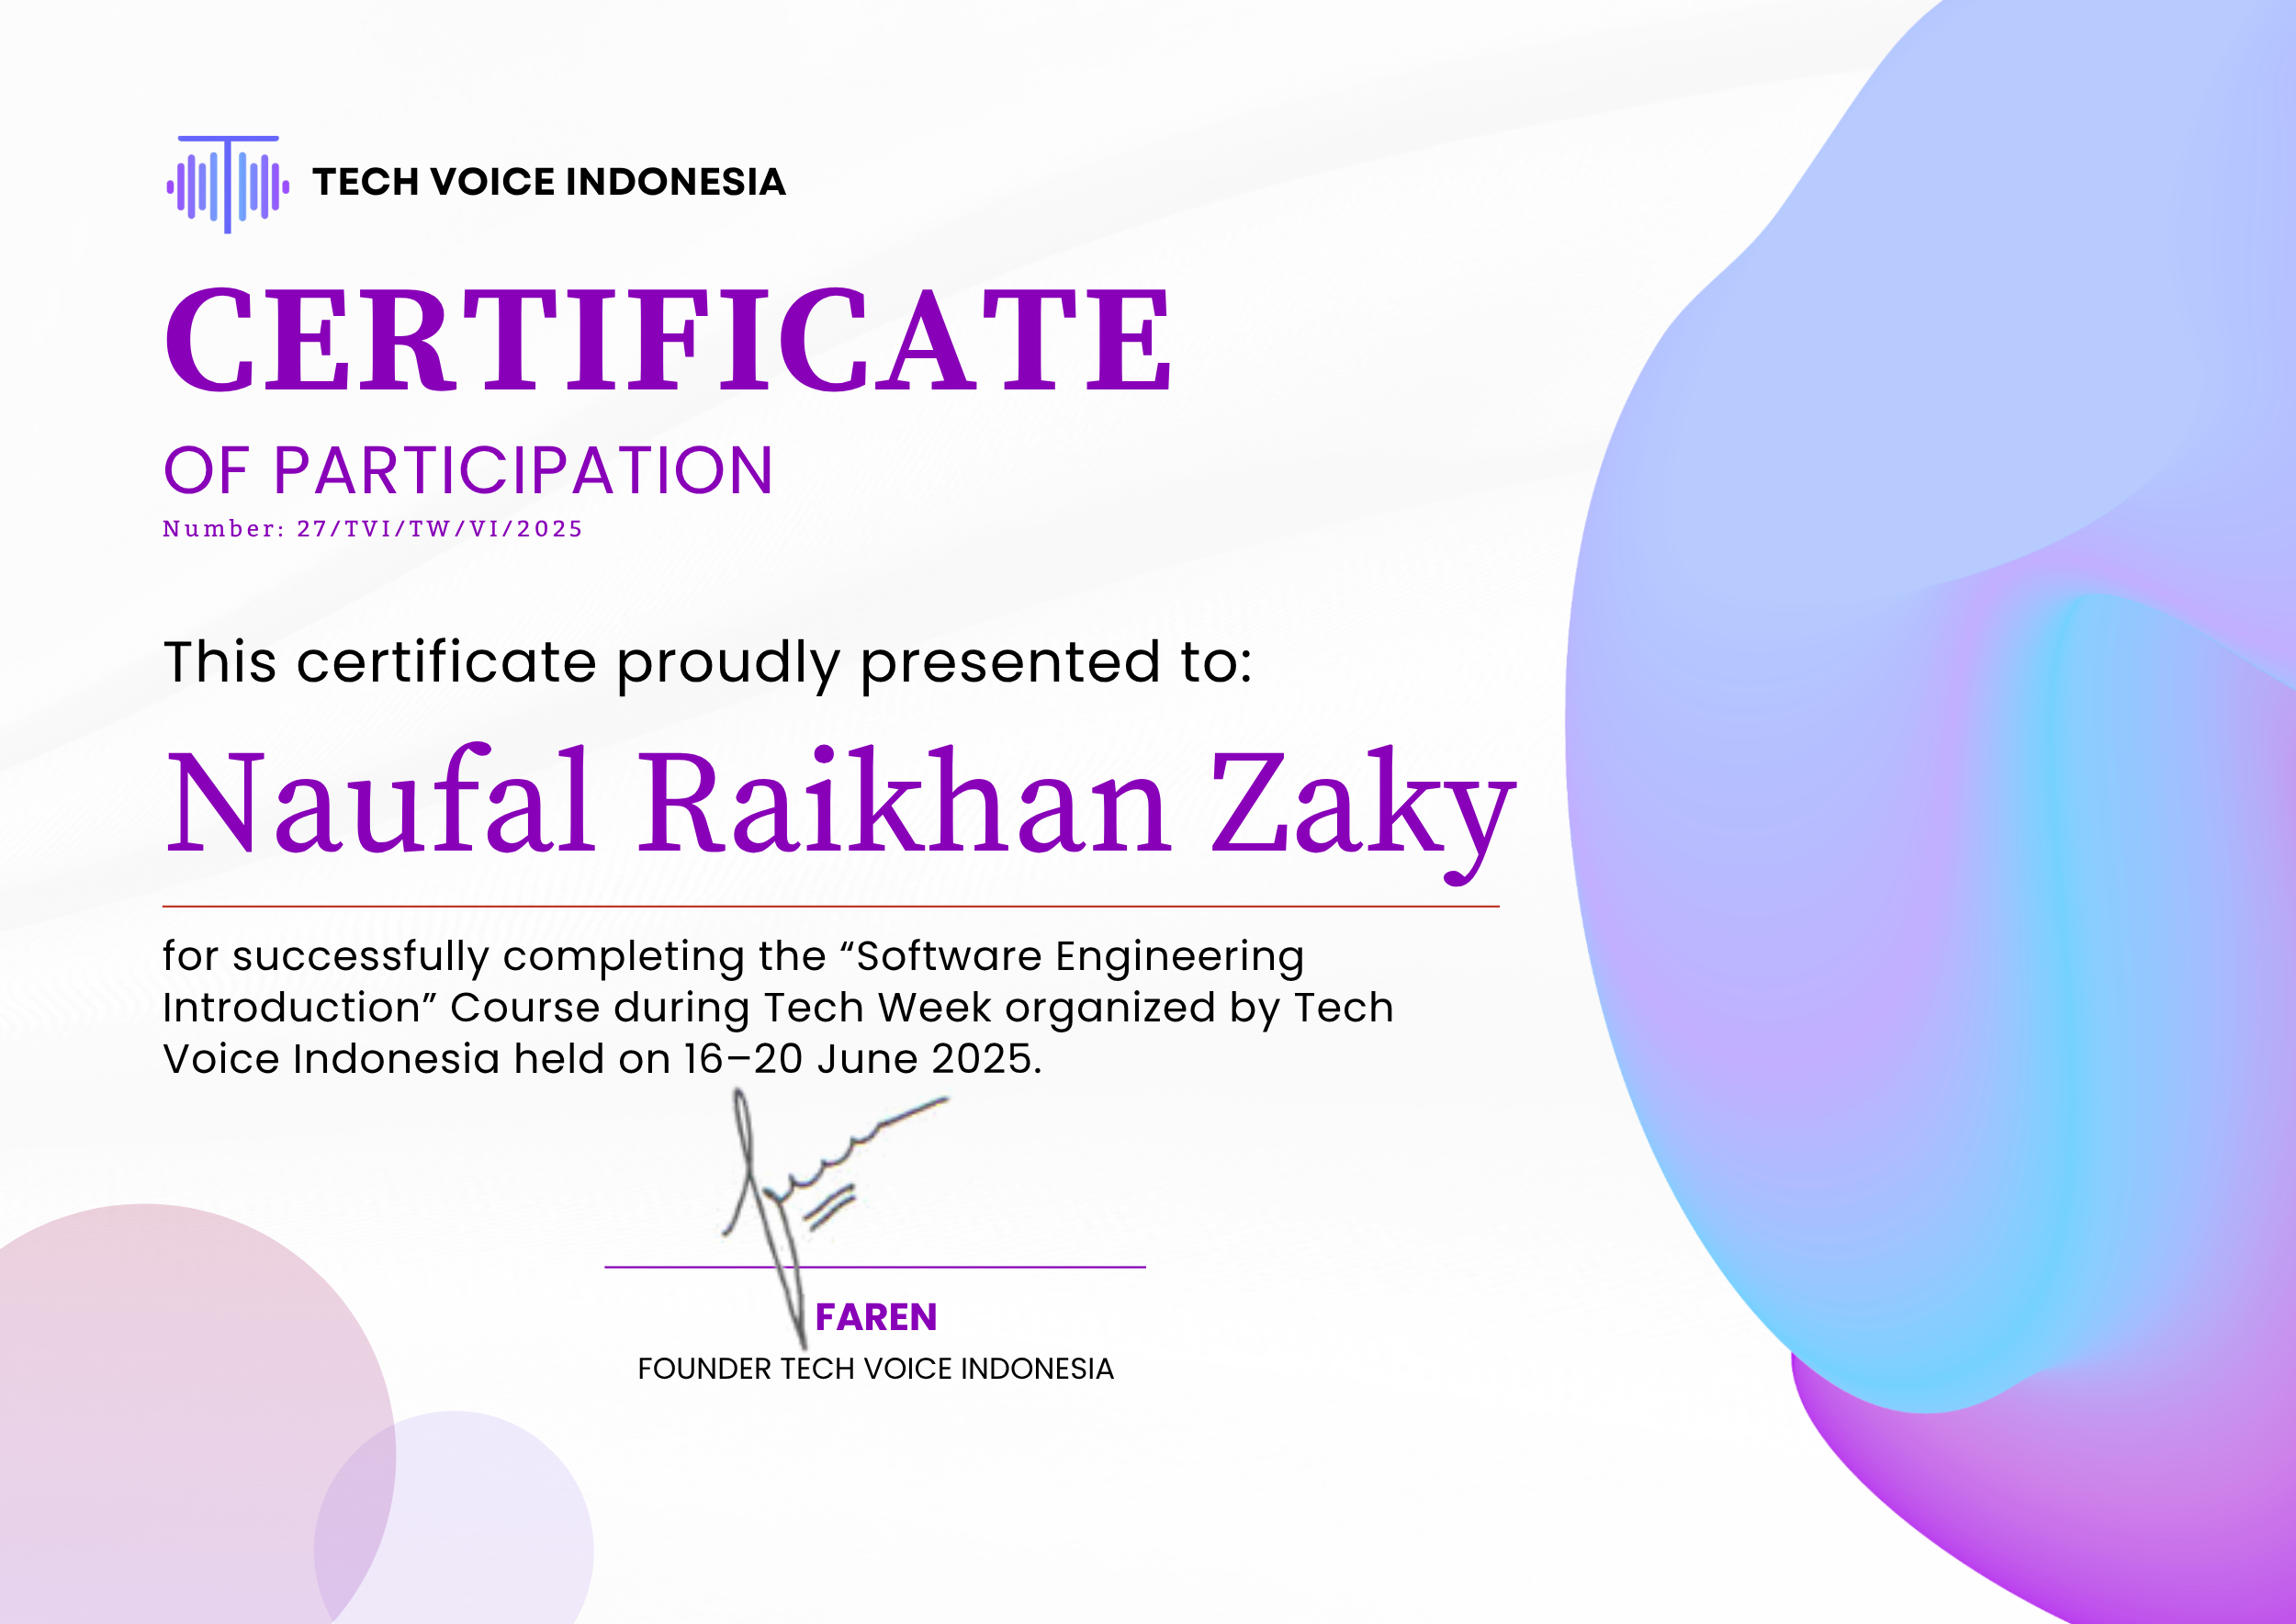 TECH VOICE INDONESIA
CERTIFICATE
OF PARTICIPATION
Number: 27/TVI/TW/VI/2025
This certificate proudly presented to:
Naufal Raikhan Zaky
for successfully completing the “Software Engineering
Introduction” Course during Tech Week organized by Tech
Voice Indonesia held on 16–20 June 2025.
FAREN
FOUNDER TECH VOICE INDONESIA